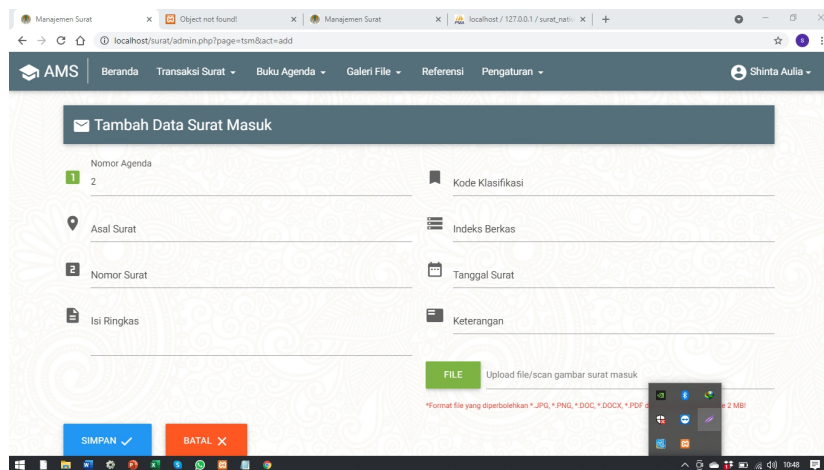 Manajemen Surat
Object not found!
Manajemen Surat
localhost / 127.0.0.1 / surat_nati
localhost/surat/admin.php?page=tsm&act=add
AMS
Beranda
Transaksi Surat
Buku Agenda
Galeri File
Referensi
Pengaturan
Shinta Aulia
Tambah Data Surat Masuk
Nomor Agenda
1
2
Kode Klasifikasi
Asal Surat
Indeks Berkas
2
Nomor Surat
Tanggal Surat
Isi Ringkas
Keterangan
FILE
Upload file/scan gambar surat masuk
*Format file yang diperbolehkan *.JPG, *.PNG, *.DOC, *.DOCX, *.PDF d
e 2 MB!
SIMPAN
BATAL
10:48